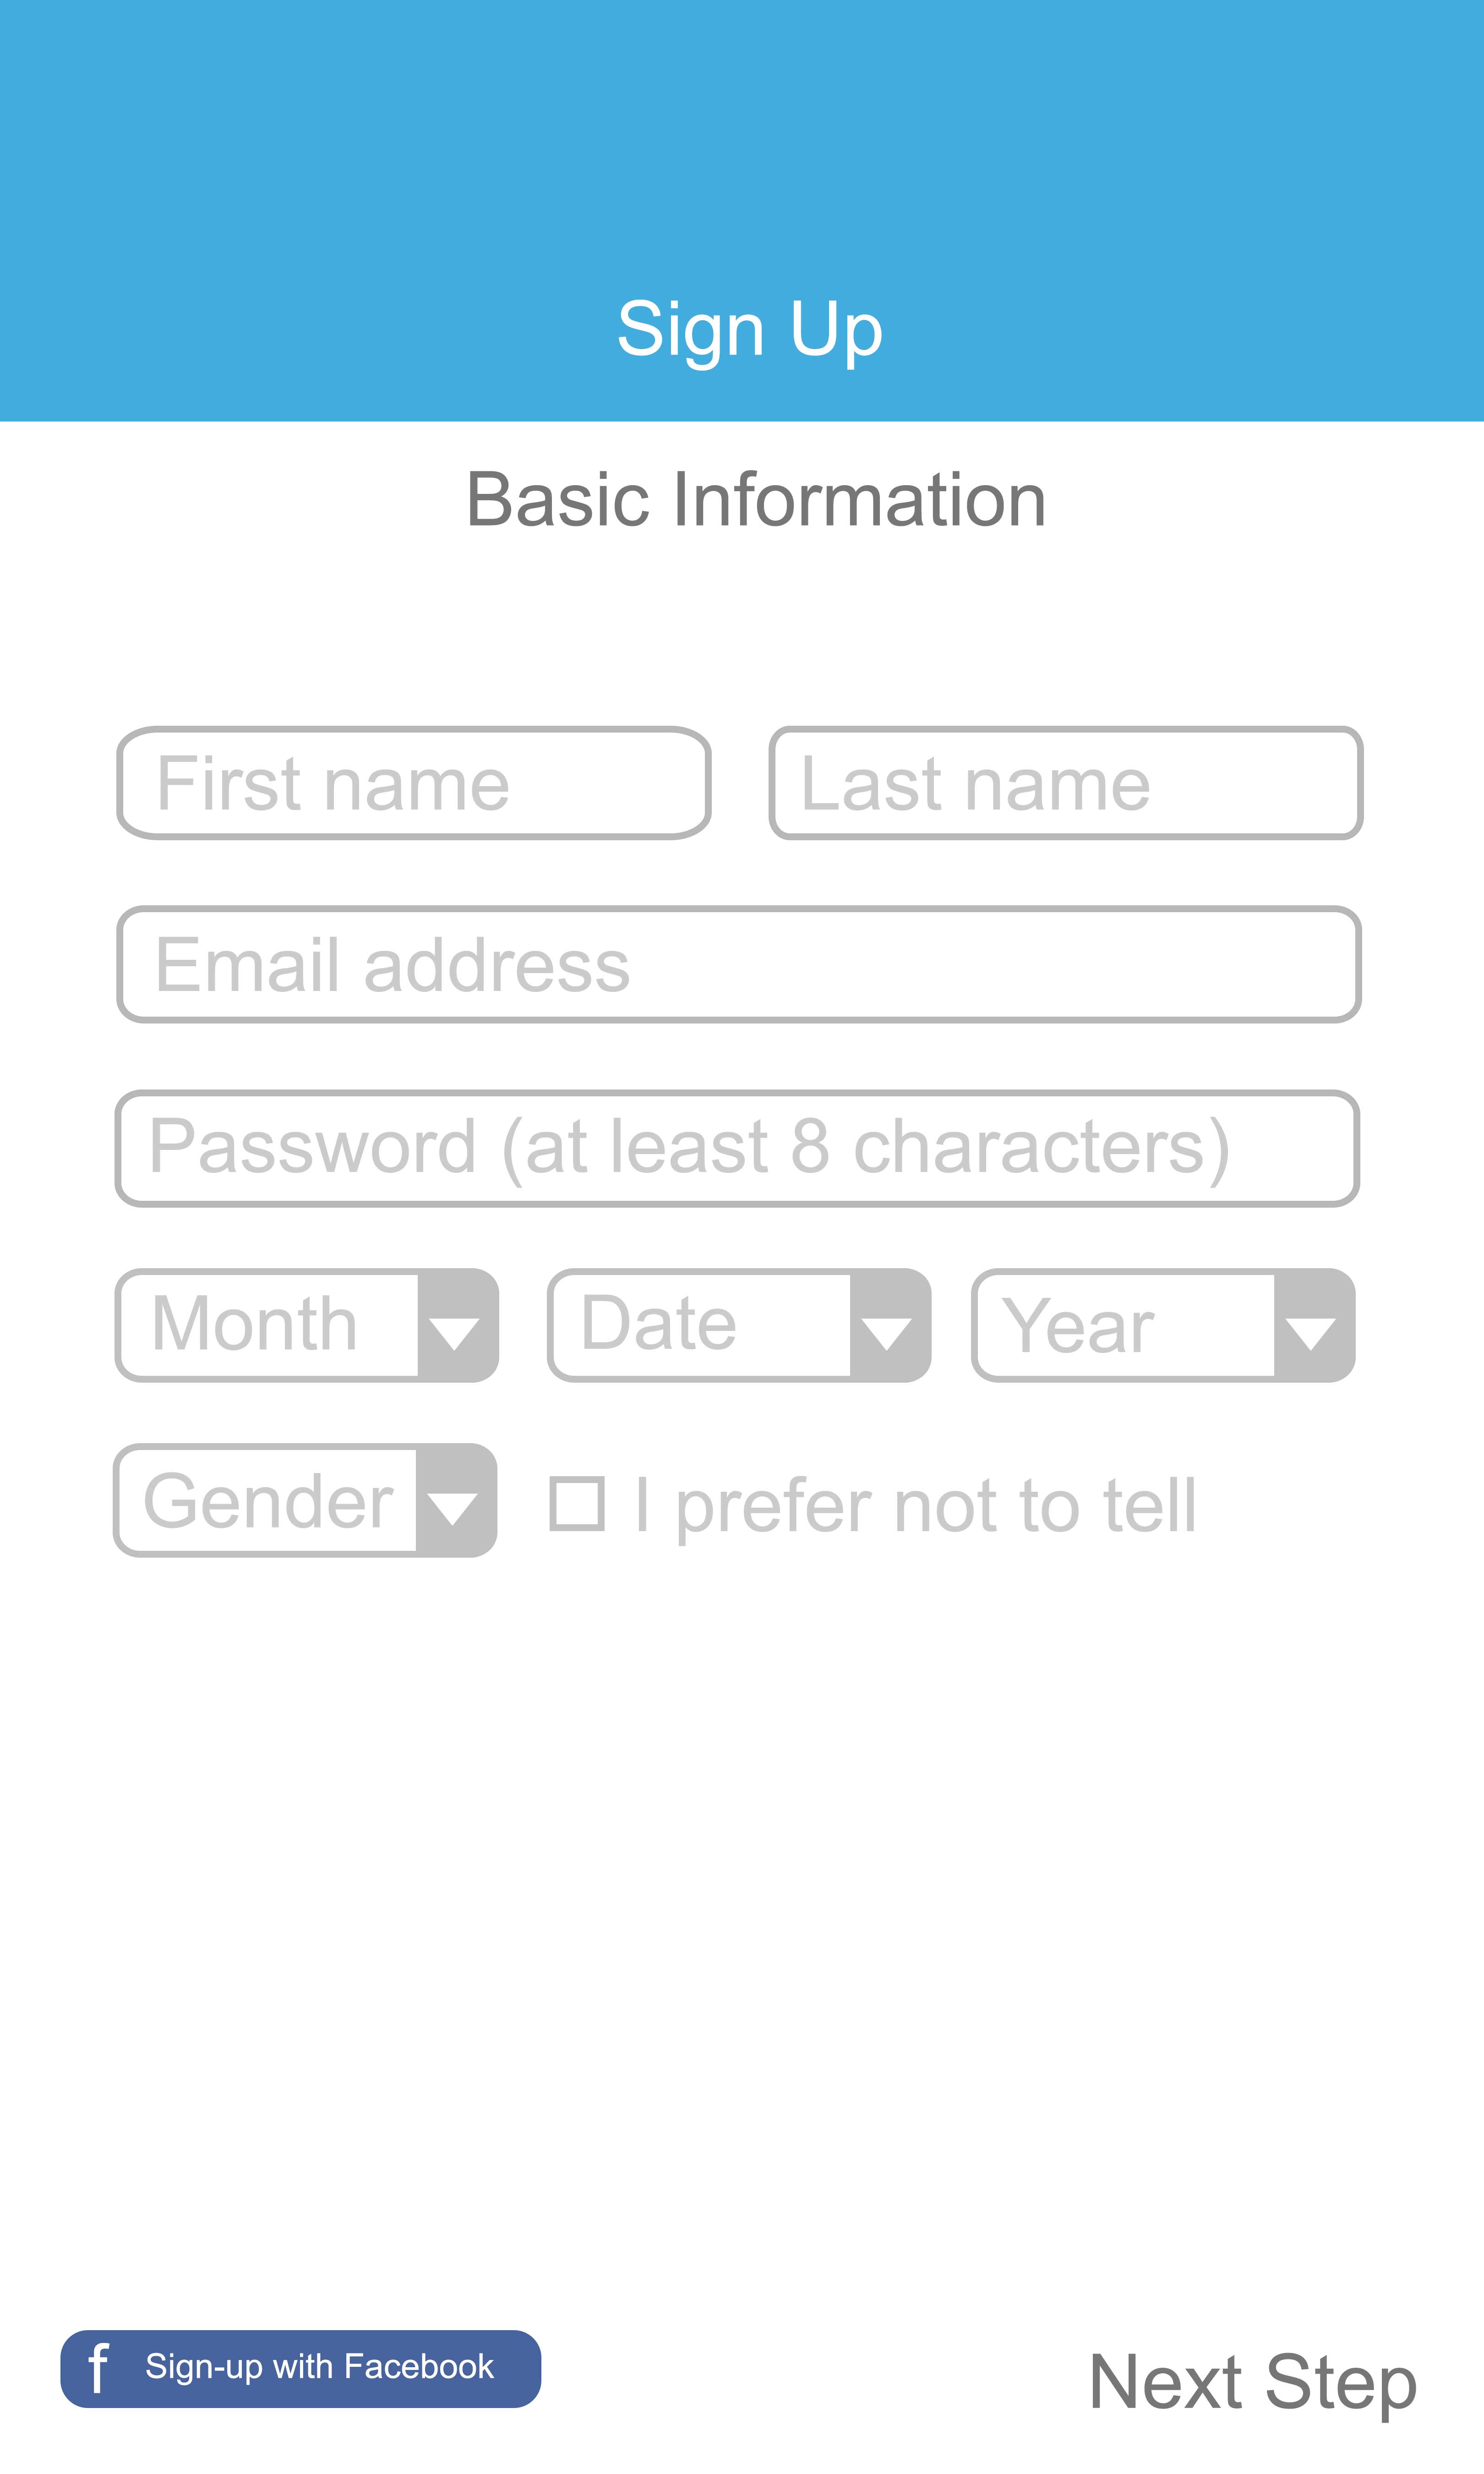 Sign Up
Basic Information
First name Last name
Email address
Password (at least 8 characters)
Month Date Year
Gender I prefer not to tell
f Sign-up with Facebook Next Step